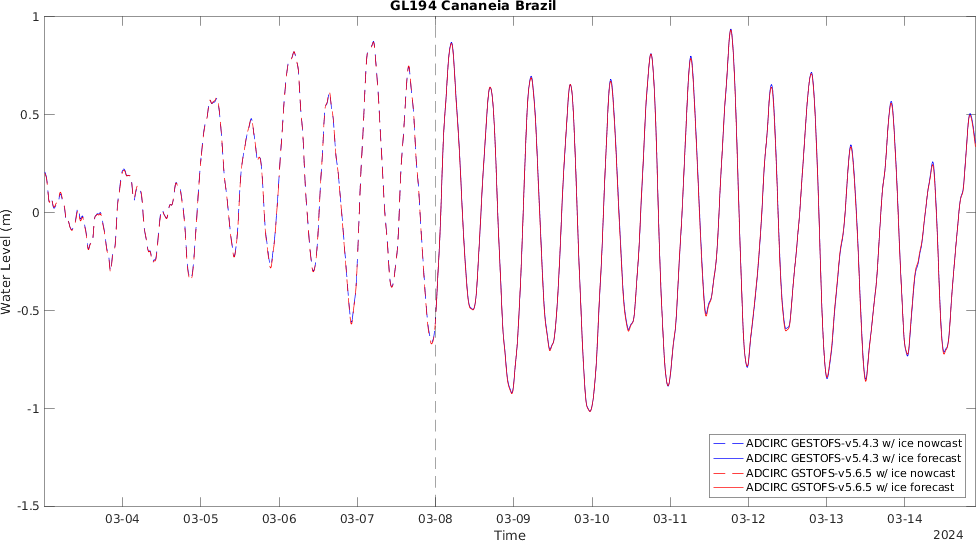 GL194 Cananeia Brazil
1
0.5
0
-0.5
-1
-1.5
Water Level (m)
03-04 03-05 03-06 03-07 03-08 03-09 03-10 03-11 03-12 03-13 03-14
Time
2024
ADCIRC GESTOFS-v5.4.3 w/ ice nowcast
ADCIRC GESTOFS-v5.4.3 w/ ice forecast
ADCIRC GSTOFS-v5.6.5 w/ ice nowcast
ADCIRC GSTOFS-v5.6.5 w/ ice forecast